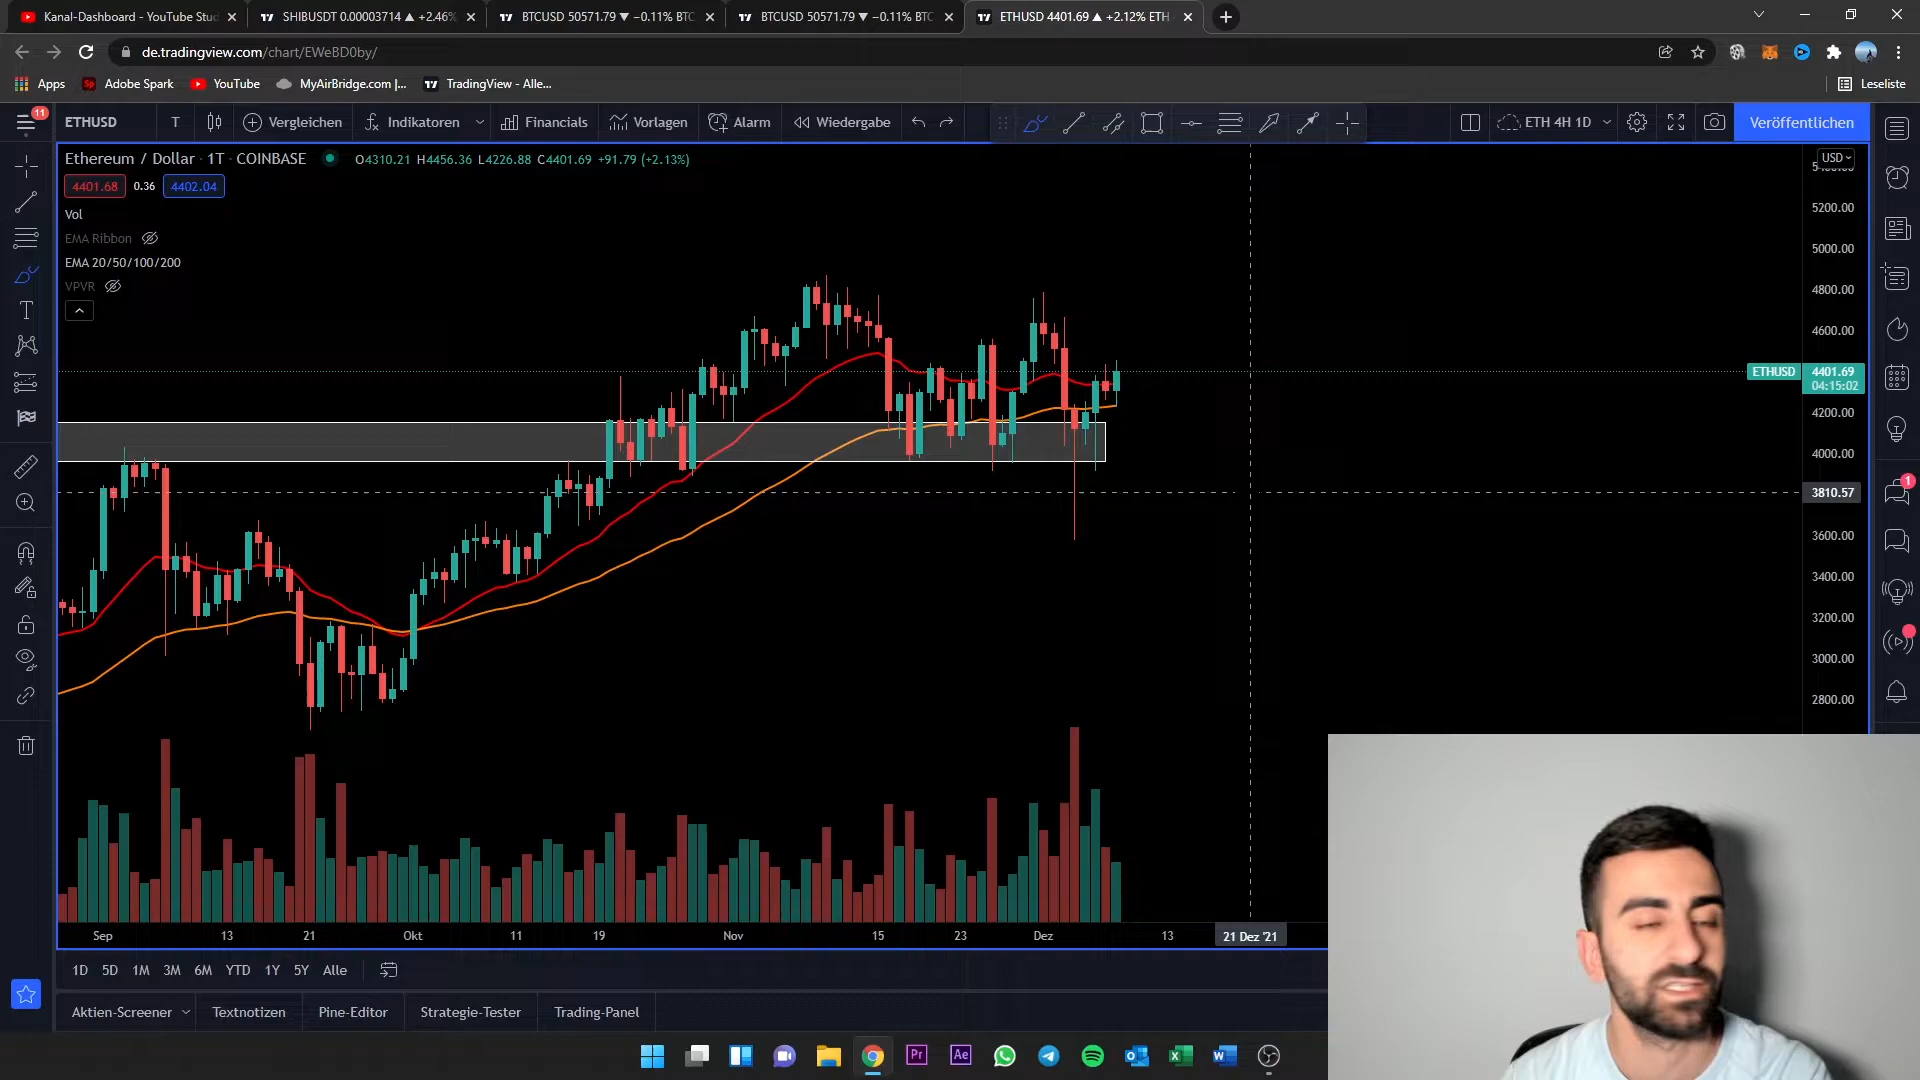 Kanal-Dashboard - YouTube Stud
SHIBUSDT 0.00003714 ▲ +2.46%
BTCUSD 50571.79 ▼ −0.11% BTC
BTCUSD 50571.79 ▼ −0.11% BTC
ETHUSD 4401.69 ▲ +2.12% ETH
de.tradingview.com/chart/EWeBD0by/
Apps
Adobe Spark
YouTube
MyAirBridge.com |...
TradingView - Alle...
Leseliste
11
ETHUSD
T
Vergleichen
Indikatoren
Financials
Vorlagen
Alarm
Wiedergabe
ETH 4H 1D
Veröffentlichen
Ethereum / Dollar · 1T · COINBASE
O4310.21 H4456.36 L4226.88 C4401.69 +91.79 (+2.13%)
USD
4401.68
0.36
4402.04
Vol
EMA Ribbon
EMA 20/50/100/200
VPVR
5200.00
5000.00
4800.00
4600.00
ETHUSD
4401.69
04:15:02
4200.00
4000.00
3810.57
3600.00
3400.00
3200.00
3000.00
2800.00
1
Sep
13
21
Okt
11
19
Nov
15
23
Dez
13
21 Dez '21
1D
5D
1M
3M
6M
YTD
1Y
5Y
Alle
Aktien-Screener
Textnotizen
Pine-Editor
Strategie-Tester
Trading-Panel
Pr
Ae